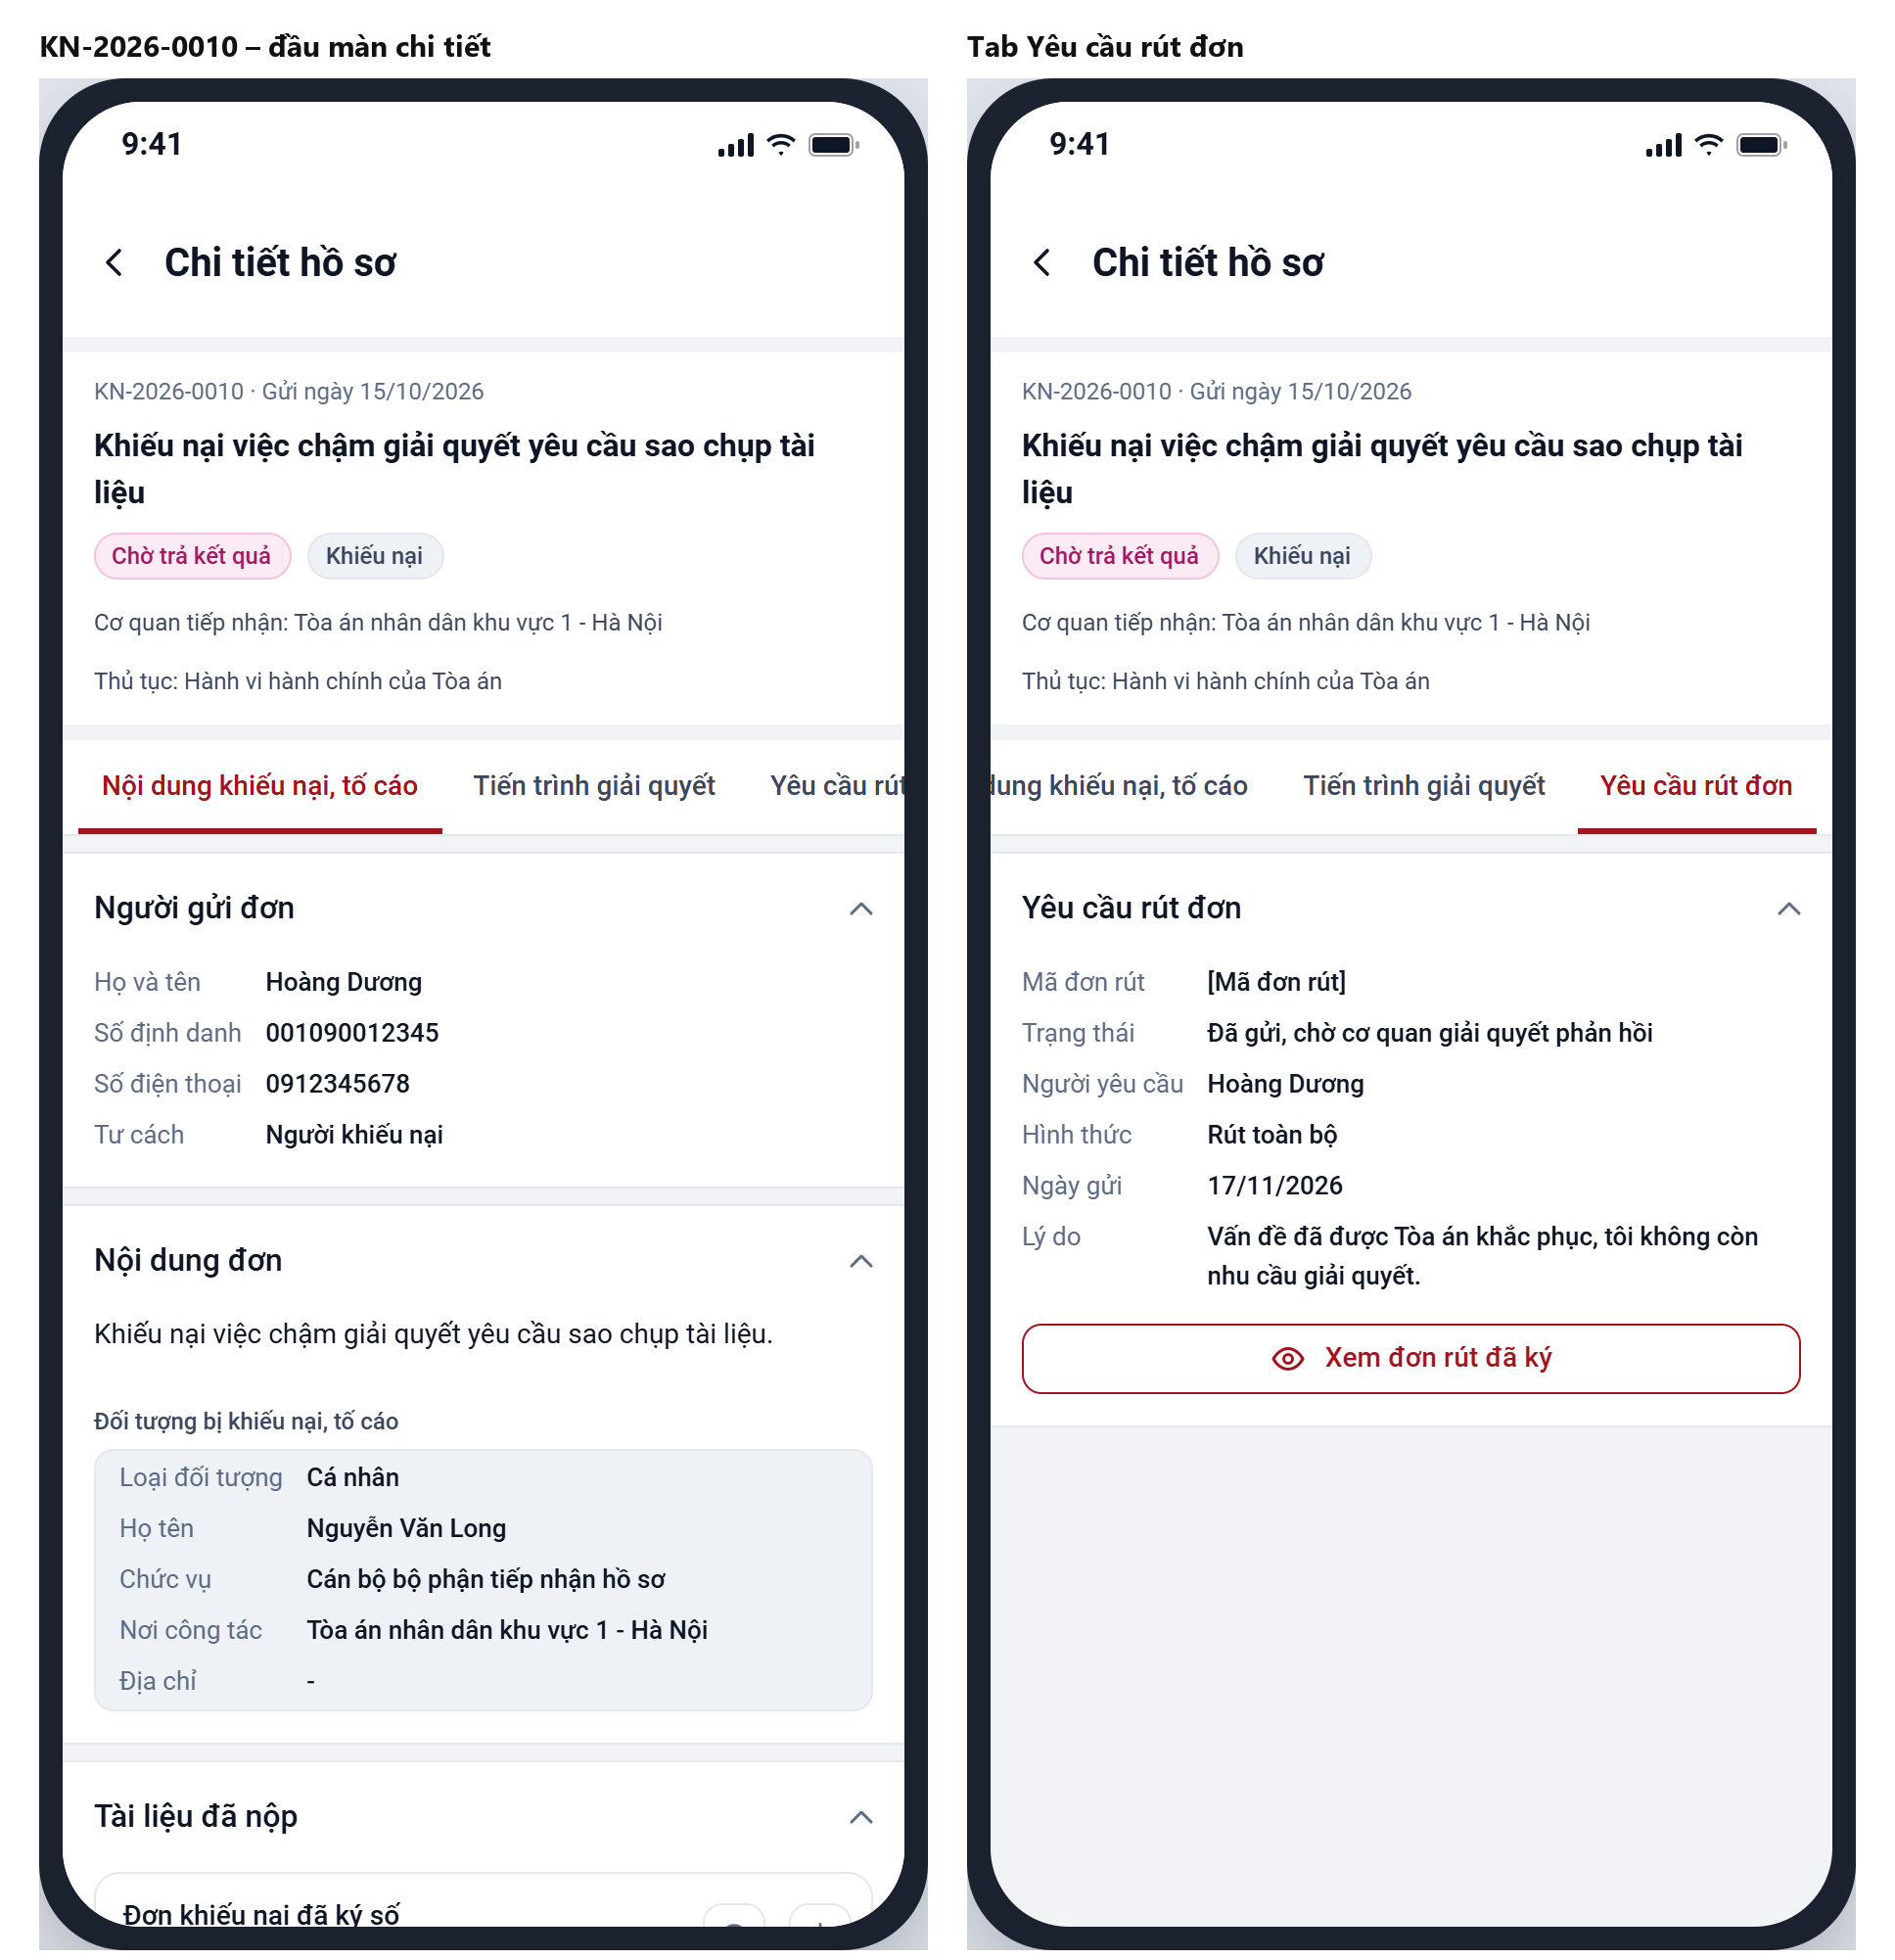 KN-2026-0010 – đầu màn chi tiết
9:41
Chi tiết hồ sơ
KN-2026-0010 · Gửi ngày 15/10/2026
Khiếu nại việc chậm giải quyết yêu cầu sao chụp tài
liệu
Chờ trả kết quả
Khiếu nại
Cơ quan tiếp nhận: Tòa án nhân dân khu vực 1 - Hà Nội
Thủ tục: Hành vi hành chính của Tòa án
Nội dung khiếu nại, tố cáo
Tiến trình giải quyết
Yêu cầu rút
Người gửi đơn
Họ và tên Hoàng Dương
Số định danh 001090012345
Số điện thoại 0912345678
Tư cách Người khiếu nại
Nội dung đơn
Khiếu nại việc chậm giải quyết yêu cầu sao chụp tài liệu.
Đối tượng bị khiếu nại, tố cáo
Loại đối tượng Cá nhân
Họ tên Nguyễn Văn Long
Chức vụ Cán bộ bộ phận tiếp nhận hồ sơ
Nơi công tác Tòa án nhân dân khu vực 1 - Hà Nội
Địa chỉ -
Tài liệu đã nộp
Đơn khiếu nại đã ký số
Tab Yêu cầu rút đơn
9:41
Chi tiết hồ sơ
KN-2026-0010 · Gửi ngày 15/10/2026
Khiếu nại việc chậm giải quyết yêu cầu sao chụp tài
liệu
Chờ trả kết quả
Khiếu nại
Cơ quan tiếp nhận: Tòa án nhân dân khu vực 1 - Hà Nội
Thủ tục: Hành vi hành chính của Tòa án
dung khiếu nại, tố cáo
Tiến trình giải quyết
Yêu cầu rút đơn
Yêu cầu rút đơn
Mã đơn rút [Mã đơn rút]
Trạng thái Đã gửi, chờ cơ quan giải quyết phản hồi
Người yêu cầu Hoàng Dương
Hình thức Rút toàn bộ
Ngày gửi 17/11/2026
Lý do Vấn đề đã được Tòa án khắc phục, tôi không còn
nhu cầu giải quyết.
Xem đơn rút đã ký